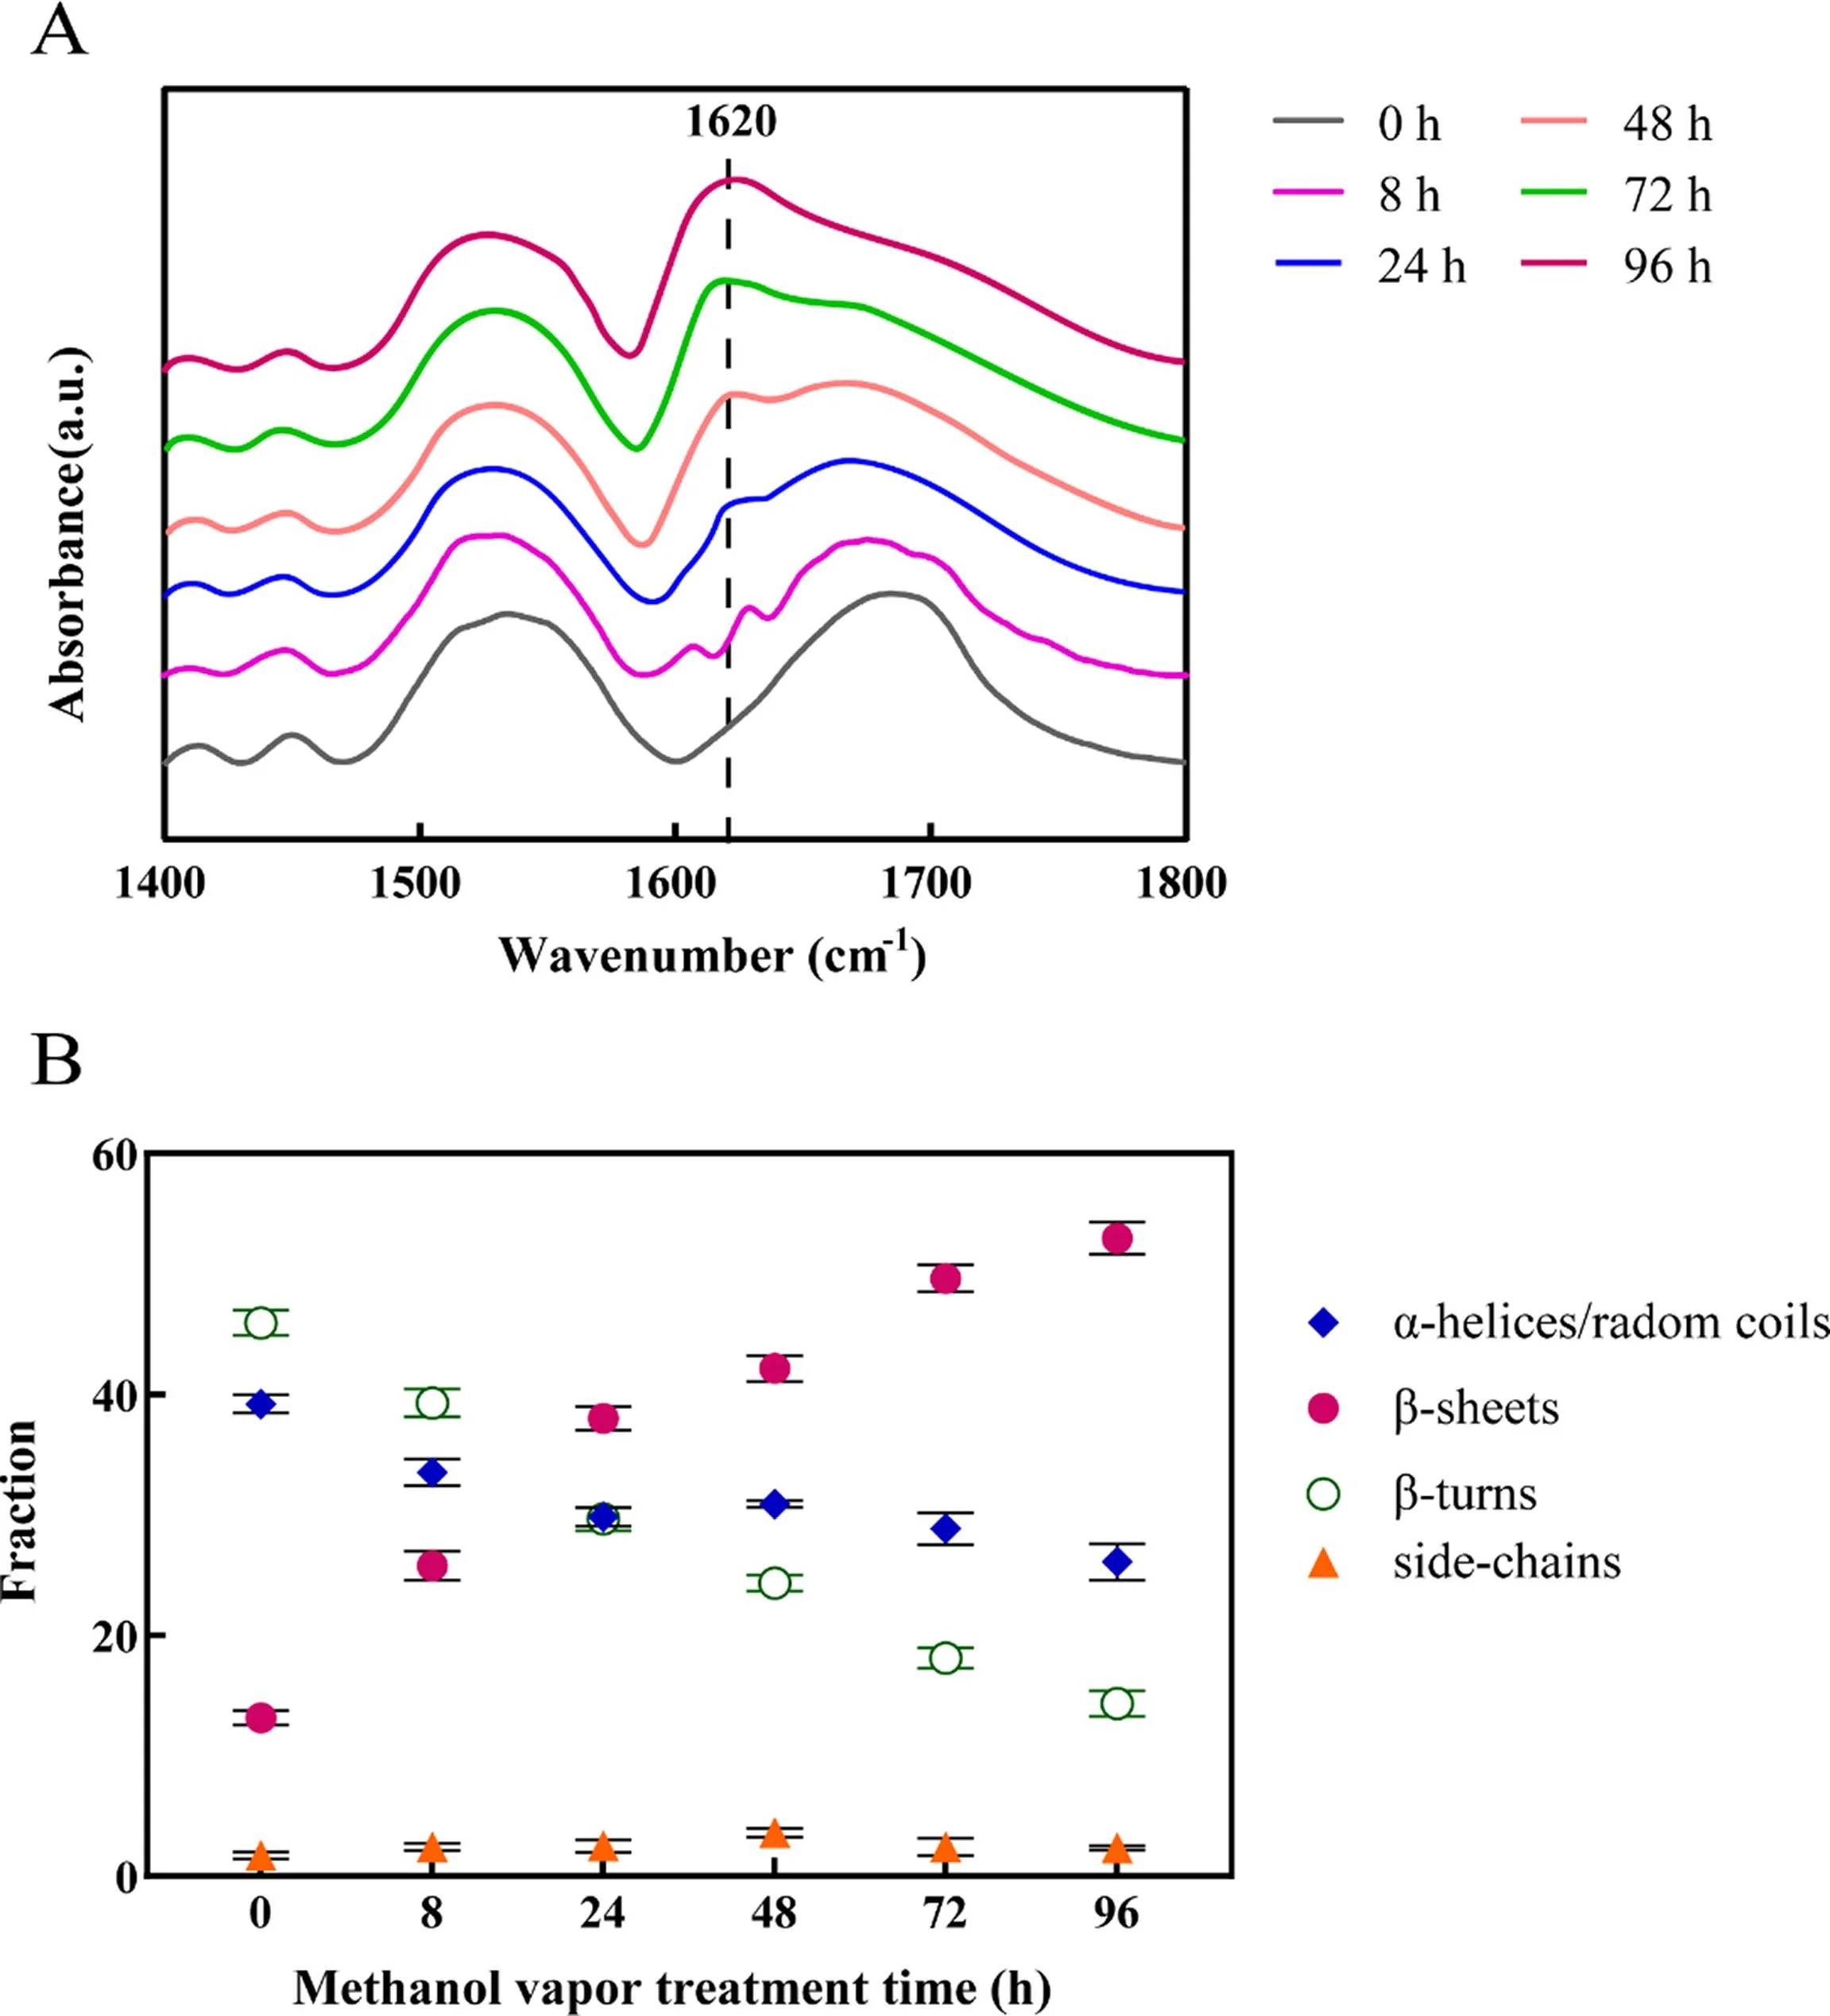 A
1620
0 h
48 h
8 h
72 h
24 h
96 h
Absorbance(a.u.)
1400 1500 1600 1700 1800
Wavenumber (cm⁻¹)
B
60
40
20
0
Fraction
α-helices/radom coils
β-sheets
β-turns
side-chains
0 8 24 48 72 96
Methanol vapor treatment time (h)